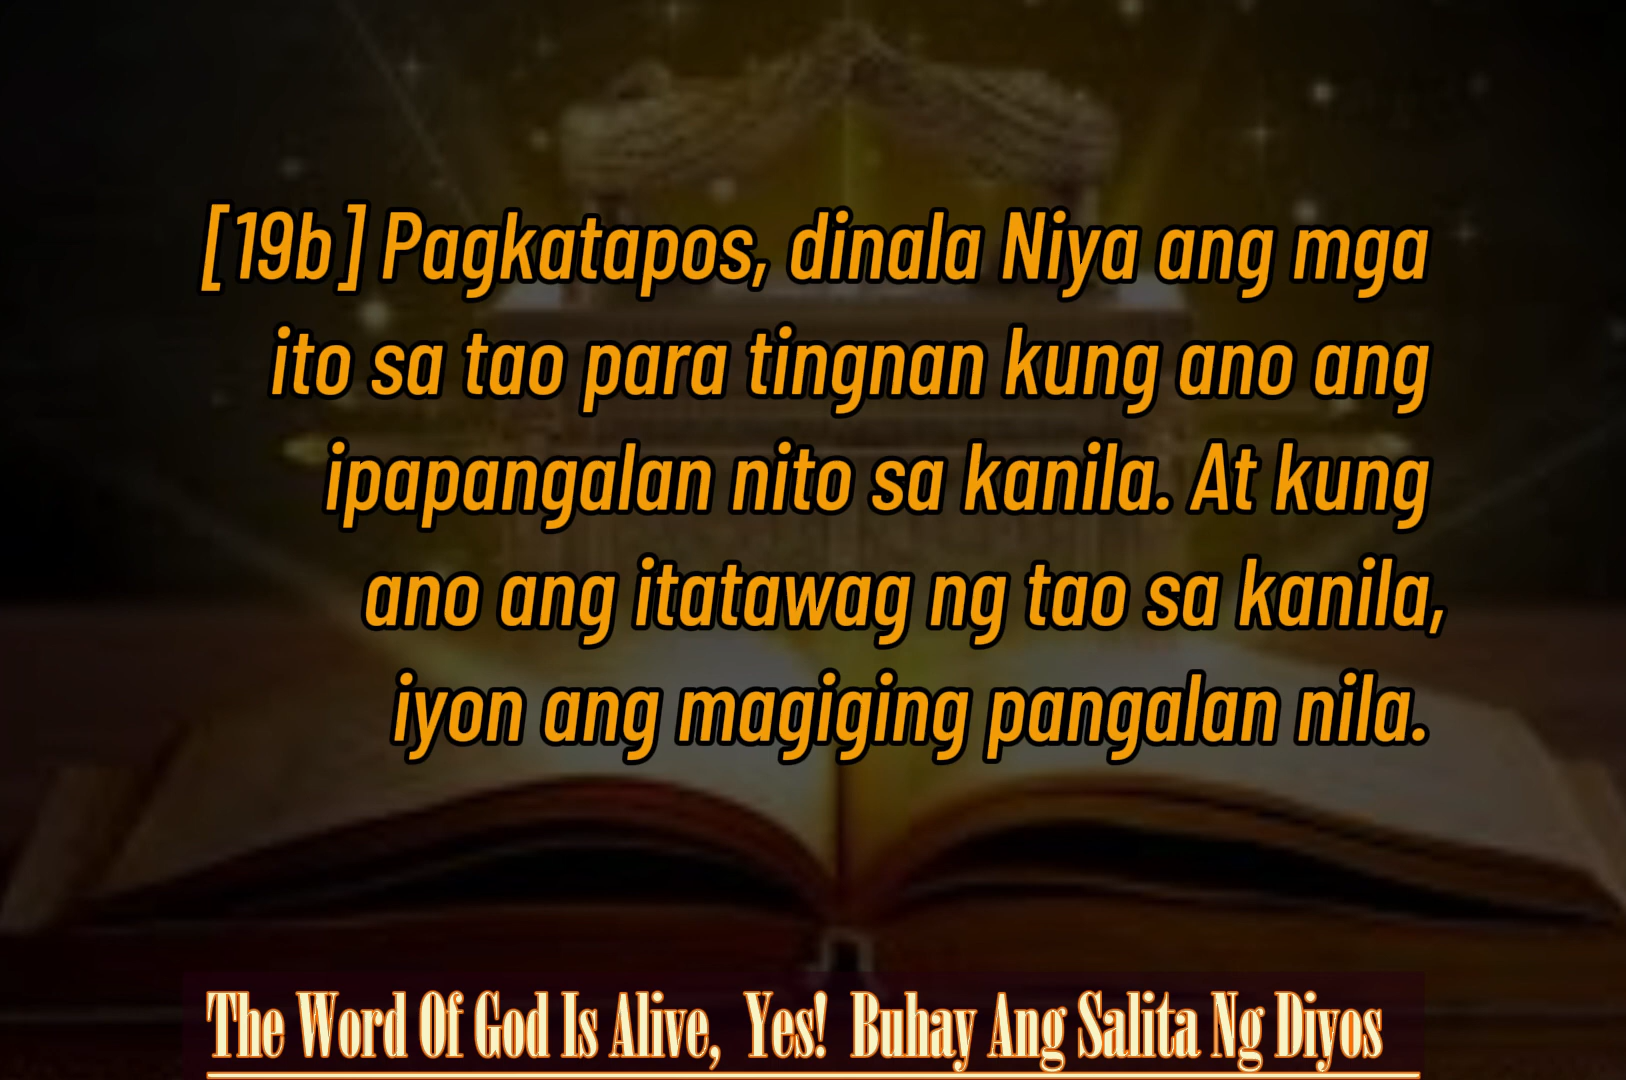 [19b] Pagkatapos, dinala Niya ang mga
ito sa tao para tingnan kung ano ang
ipapangalan nito sa kanila. At kung
ano ang itatawag ng tao sa kanila,
iyon ang magiging pangalan nila.
The Word Of God Is Alive, Yes! Buhay Ang Salita Ng Diyos